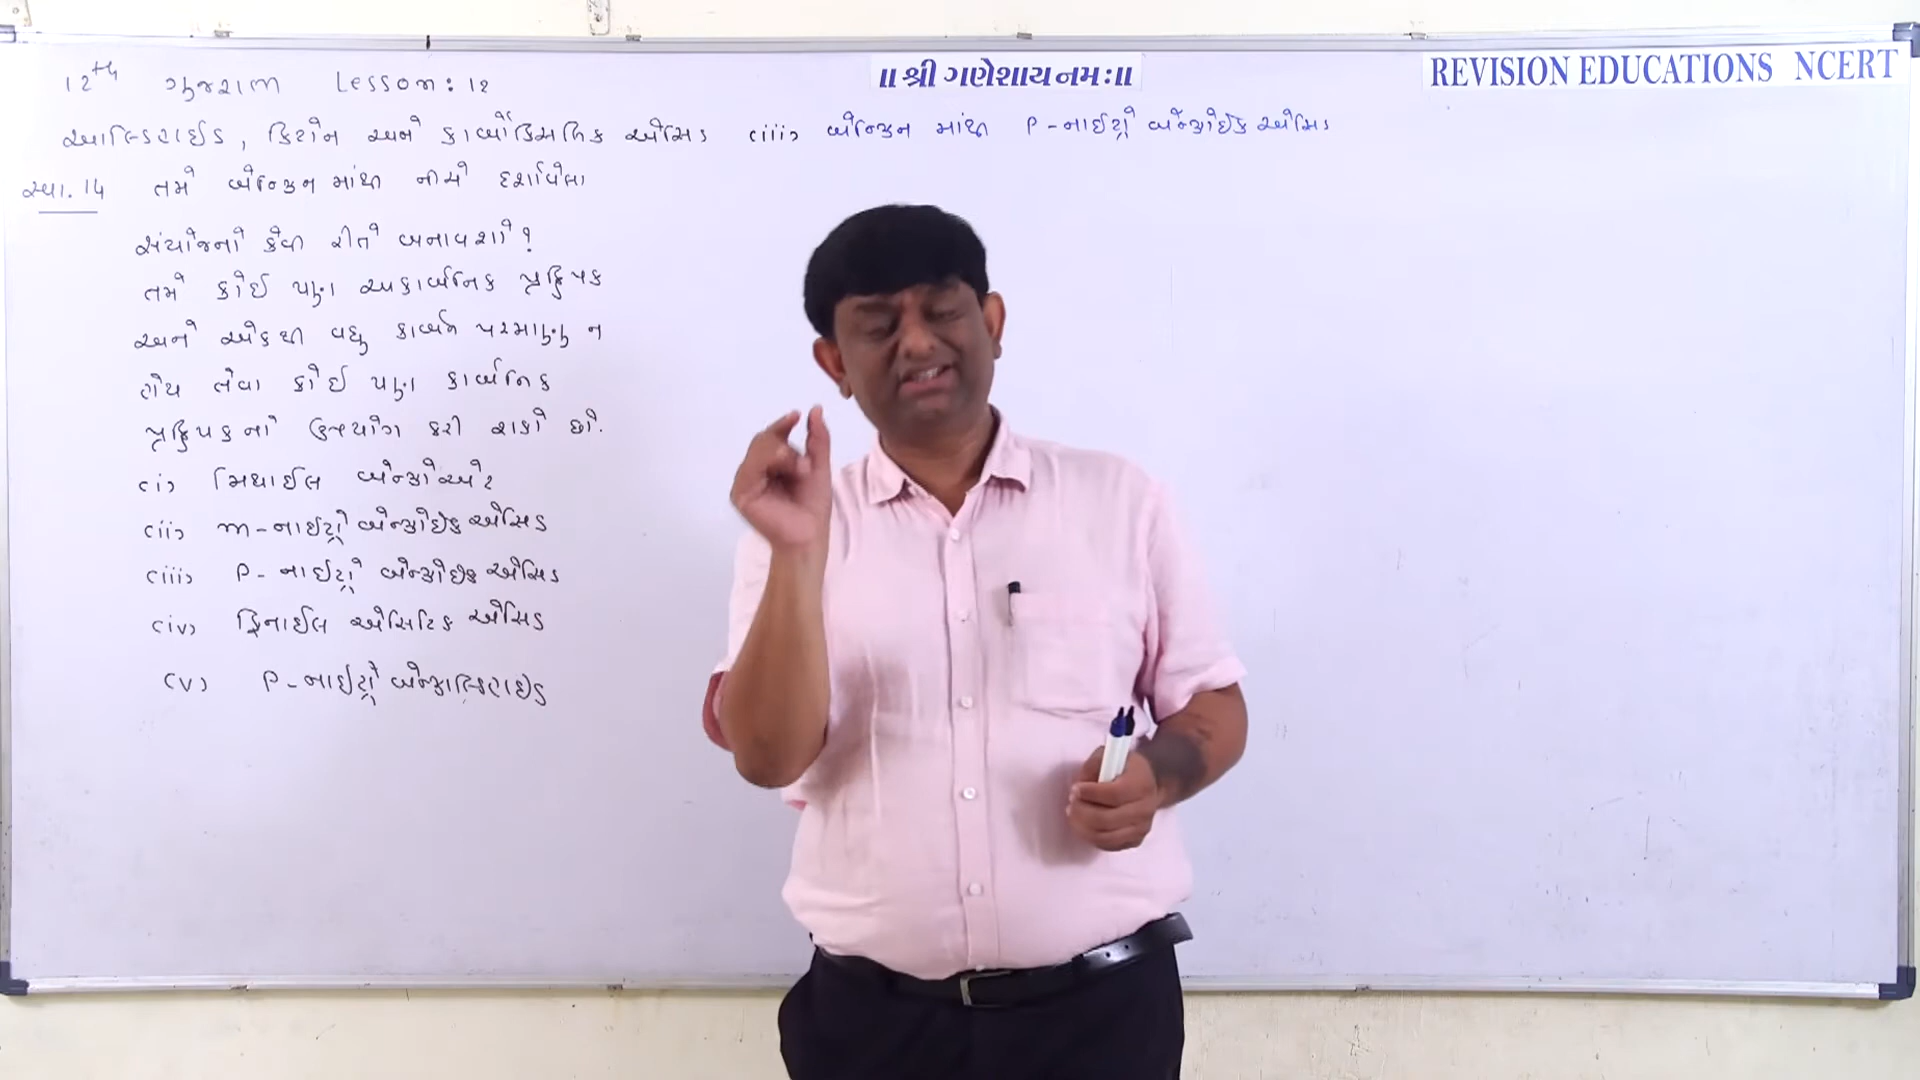 12th ગુજરાતી Lesson: 12
॥ શ્રી ગણેશાય નમઃ॥
REVISION EDUCATIONS NCERT
આલ્ડિહાઈડ, કિટોન અને કાર્બોક્સિલિક એસિડ
(iii) બેન્ઝિન માંથી P-નાઈટ્રો બેન્ઝોઈક એસિડ
સ્વા. 14 તમે બેન્ઝિન માંથી નીચે દર્શાવેલા
સંયોજનો કેવી રીતે બનાવશો?
તમે કોઈ પણ અકાર્બનિક પ્રક્રિયક
અને એકથી વધુ કાર્બન પરમાણુ ન
હોય તેવા કોઈ પણ કાર્બનિક
પ્રક્રિયકનો ઉપયોગ કરી શકો છો.
(i) મિથાઈલ બેન્ઝોએટ
(ii) m-નાઈટ્રો બેન્ઝોઈક એસિડ
(iii) P-નાઈટ્રો બેન્ઝોઈક એસિડ
(iv) ફિનાઈલ એસિટિક એસિડ
(v) P-નાઈટ્રો બેન્ઝાલ્ડિહાઈડ